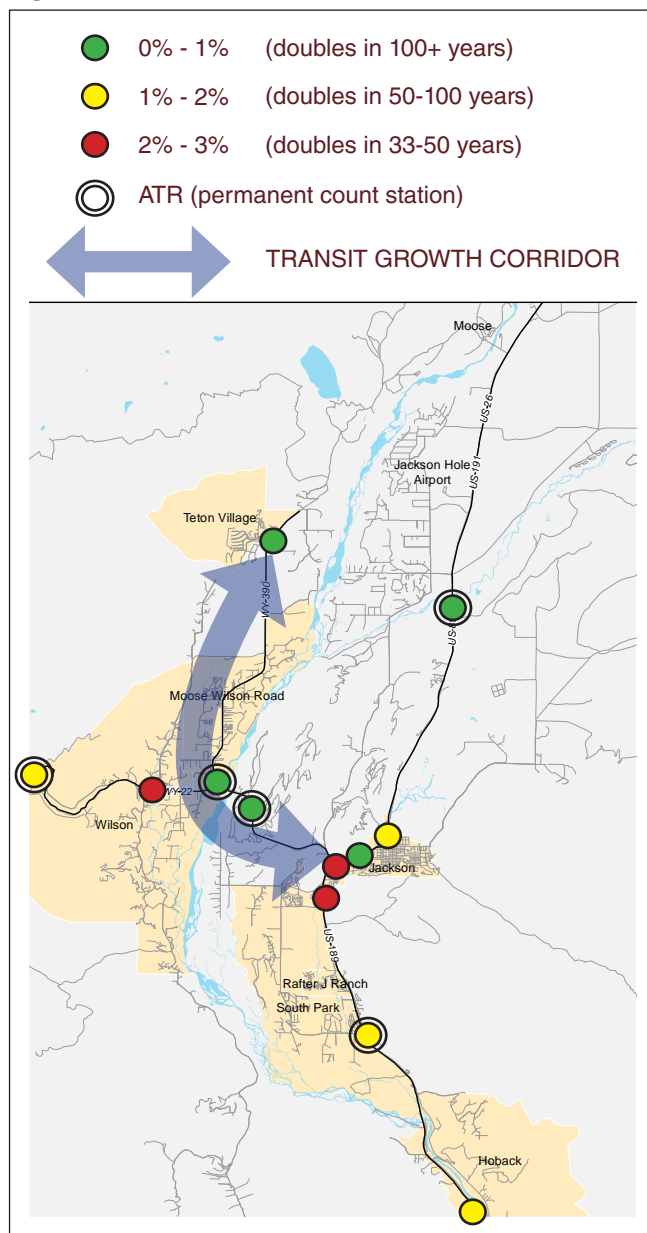 0% - 1% (doubles in 100+ years)
1% - 2% (doubles in 50-100 years)
2% - 3% (doubles in 33-50 years)
ATR (permanent count station)
TRANSIT GROWTH CORRIDOR
Moose
US-26
Jackson Hole
Airport
US-191
Teton Village
WY-390
Moose Wilson Road
WY-22
Wilson
Jackson
US-189
Rafter J Ranch
South Park
Hoback